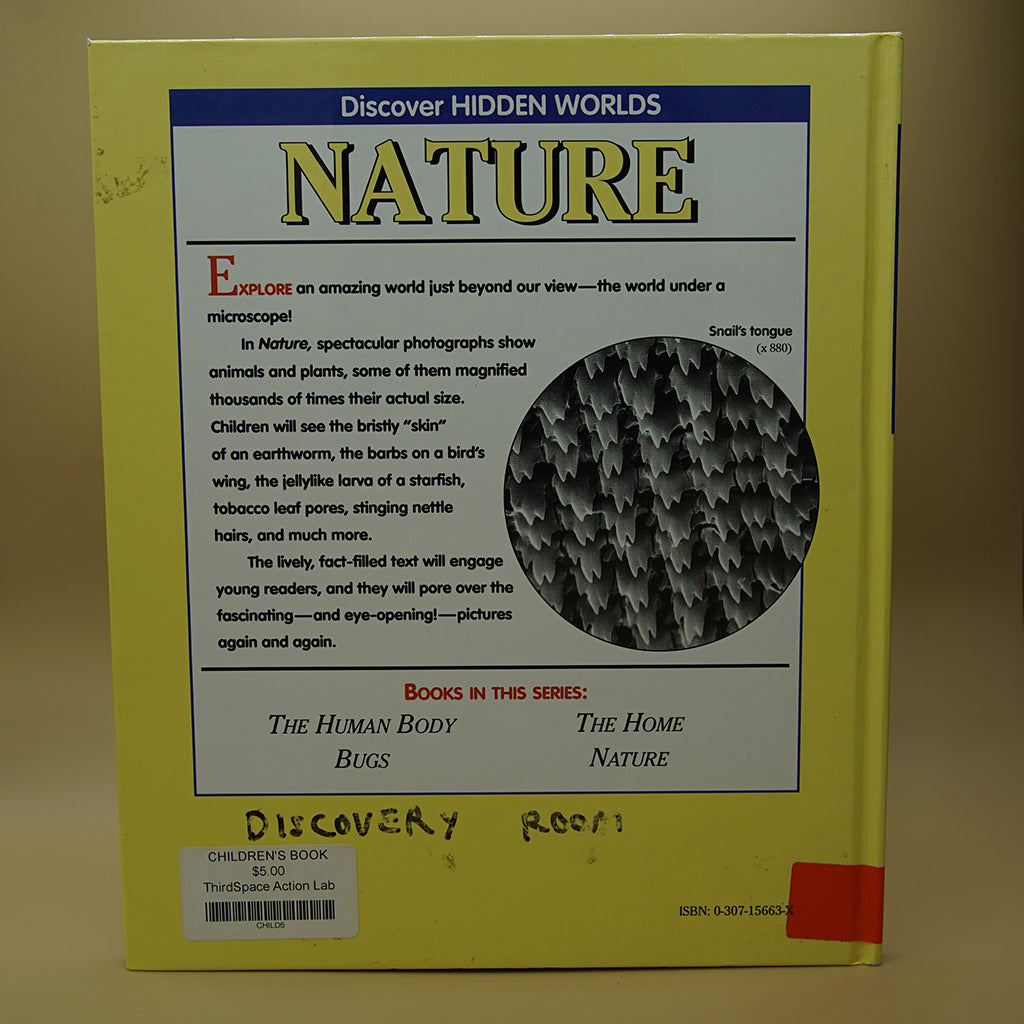 Discover HIDDEN WORLDS
NATURE
EXPLORE an amazing world just beyond our view—the world under a
microscope!
Snail's tongue
(x 880)
In Nature, spectacular photographs show
animals and plants, some of them magnified
thousands of times their actual size.
Children will see the bristly “skin”
of an earthworm, the barbs on a bird's
wing, the jellylike larva of a starfish,
tobacco leaf pores, stinging nettle
hairs, and much more.
The lively, fact-filled text will engage
young readers, and they will pore over the
fascinating—and eye-opening!—pictures
again and again.
BOOKS IN THIS SERIES:
THE HUMAN BODY THE HOME
BUGS NATURE
DISCOVERY ROOM
CHILDREN'S BOOK
$5.00
ThirdSpace Action Lab
CHILD5
ISBN: 0-307-15663-X